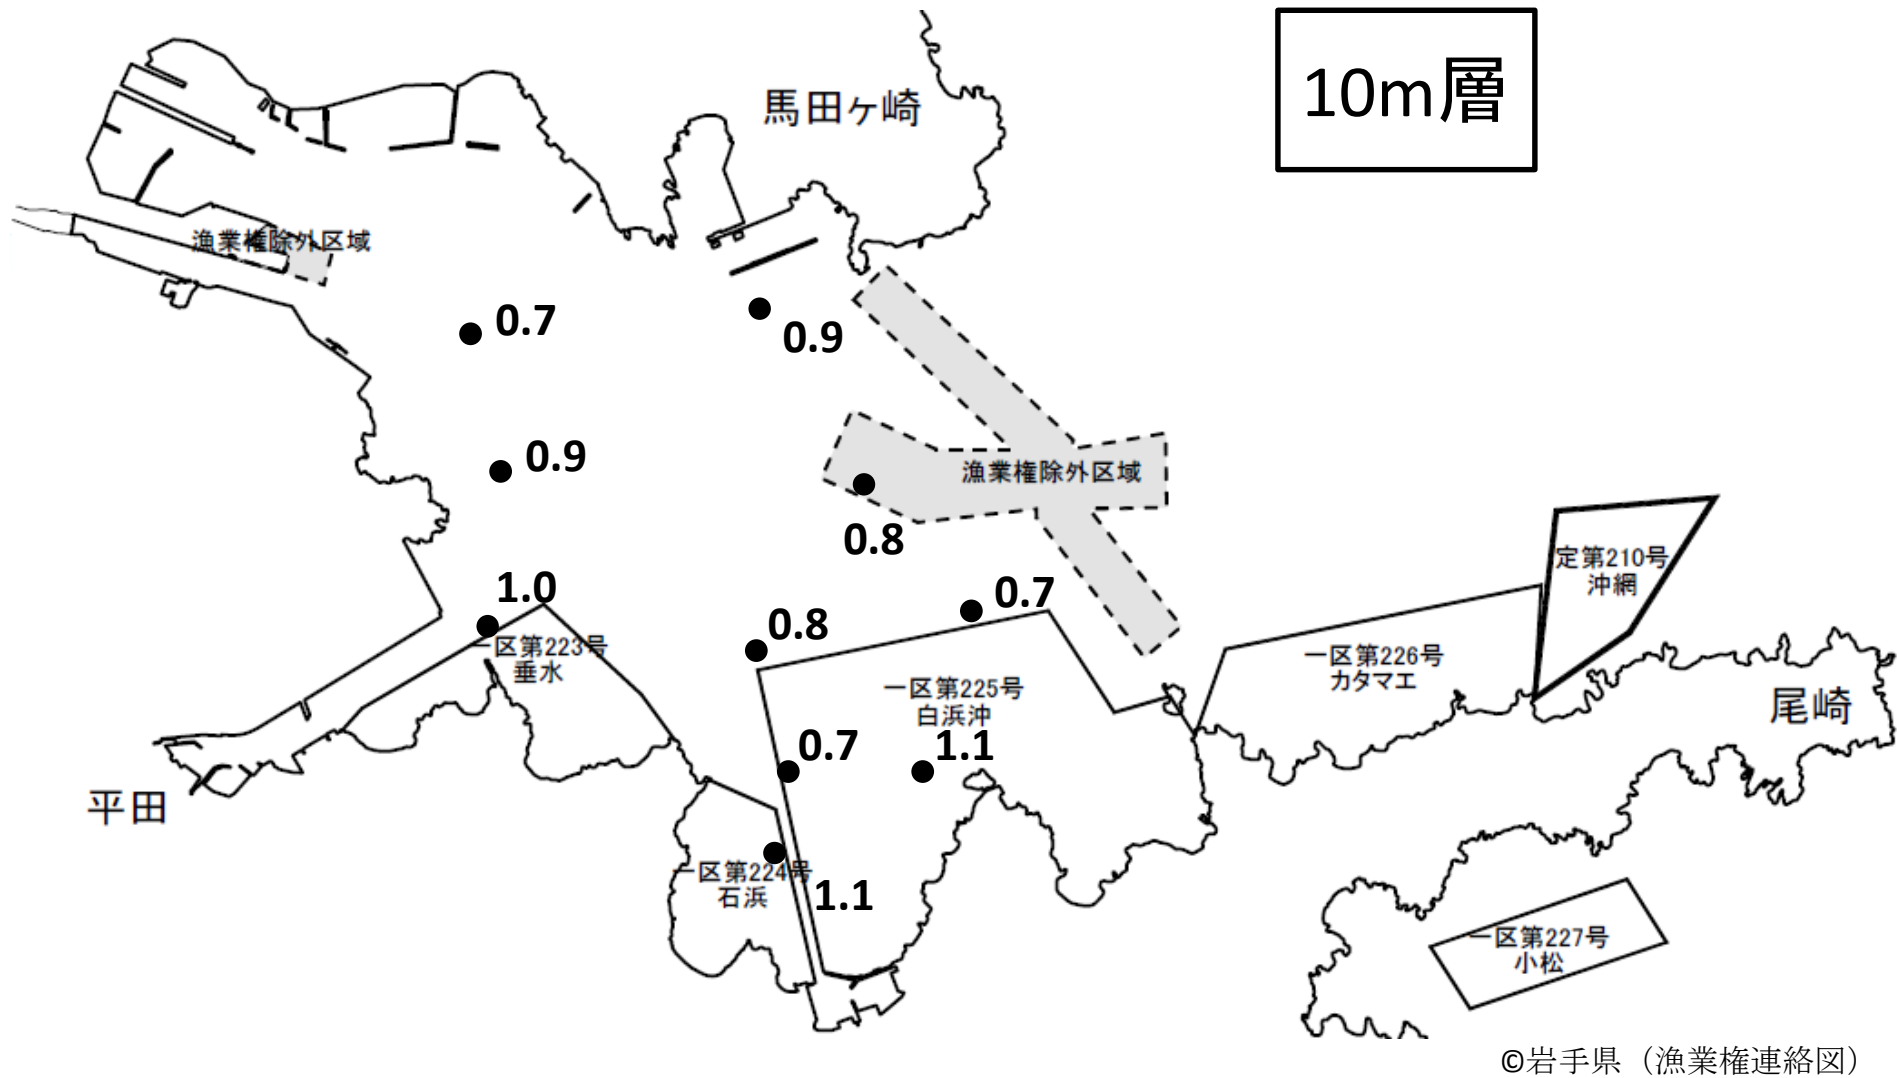 10m層
馬田ヶ崎
漁業権除外区域
0.7
0.9
0.9
漁業権除外区域
0.8
定第210号
沖網
1.0
0.7
0.8
一区第223号
垂水
一区第226号
カタマエ
一区第225号
白浜沖
尾崎
0.7
1.1
平田
一区第224号
石浜
1.1
一区第227号
小松
©岩手県（漁業権連絡図）